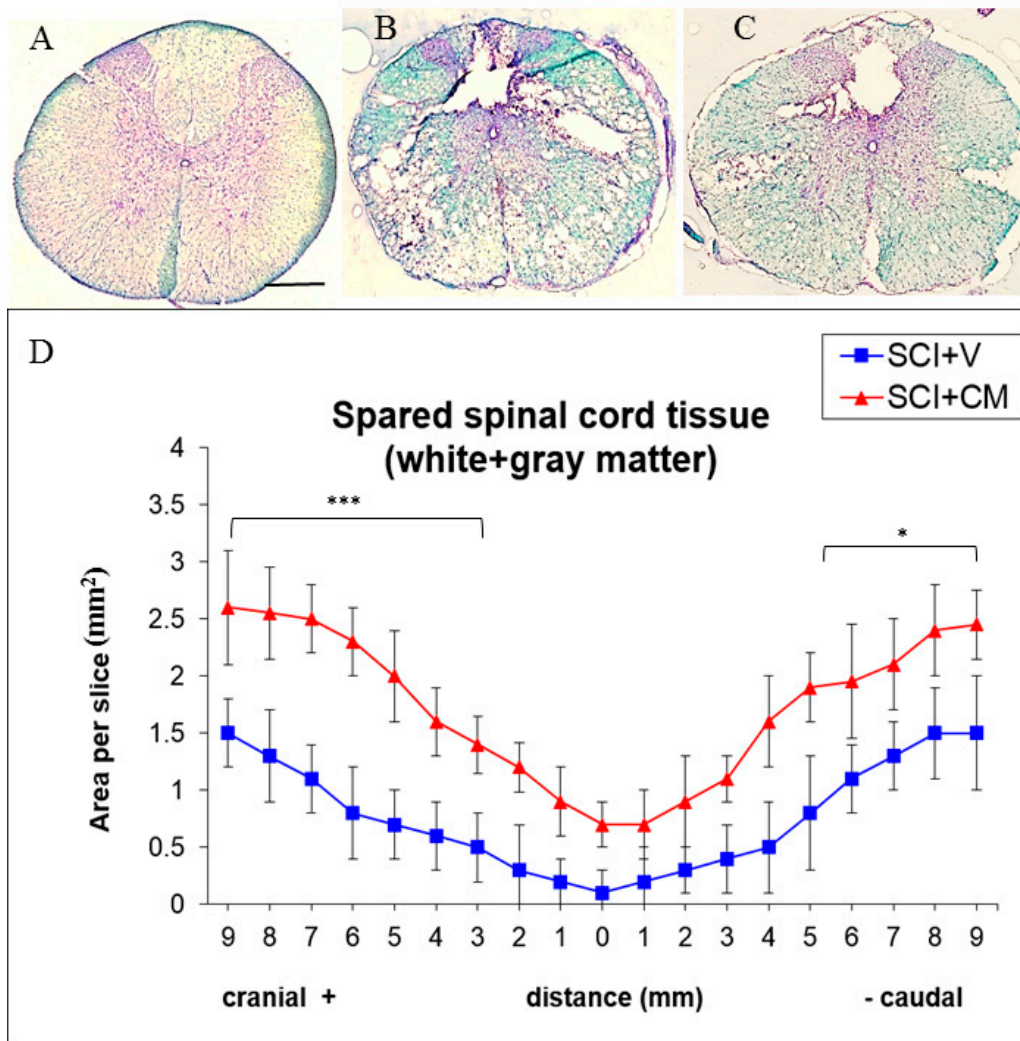 A
B
C
D
SCI+V
SCI+CM
Spared spinal cord tissue
(white+gray matter)
4
3.5
3
2.5
2
1.5
1
0.5
0
Area per slice (mm²)
***
*
9 8 7 6 5 4 3 2 1 0 1 2 3 4 5 6 7 8 9
cranial + distance (mm) - caudal